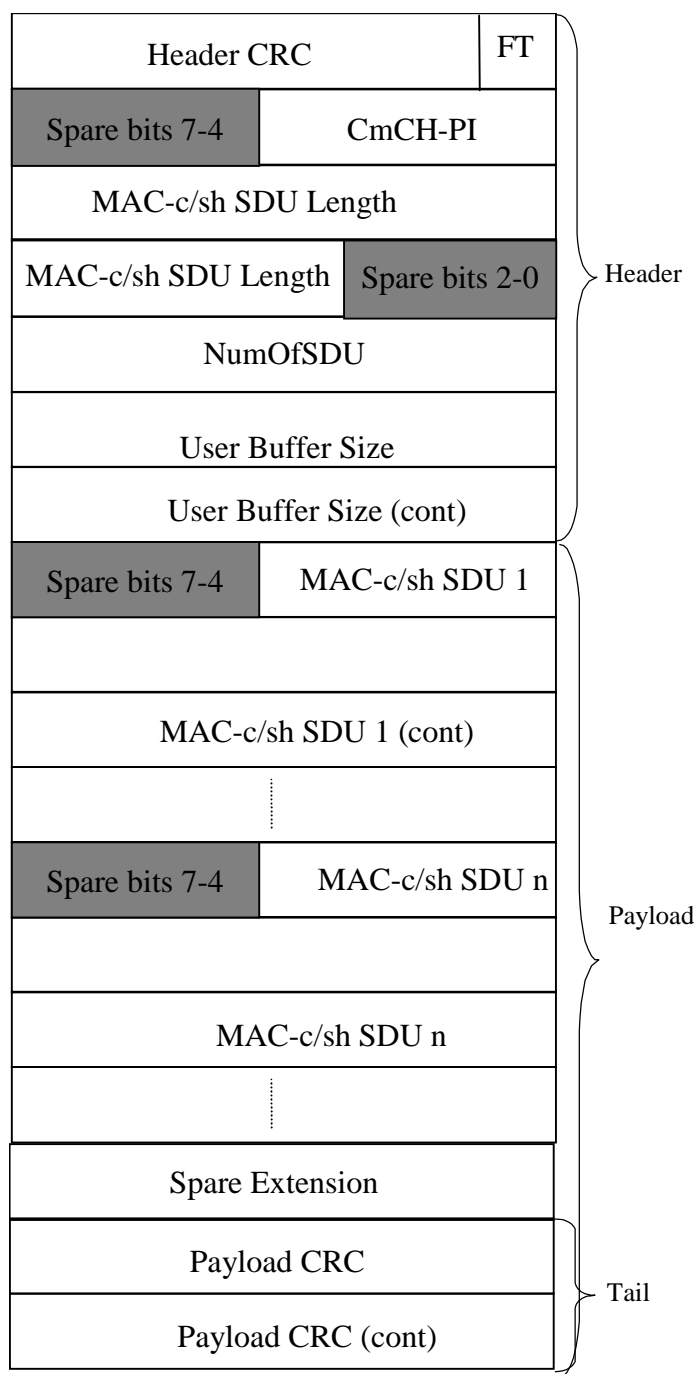 Header CRC FT
Spare bits 7-4 CmCH-PI
MAC-c/sh SDU Length
MAC-c/sh SDU Length Spare bits 2-0
Header
NumOfSDU
User Buffer Size
User Buffer Size (cont)
Spare bits 7-4 MAC-c/sh SDU 1
MAC-c/sh SDU 1 (cont)
Spare bits 7-4 MAC-c/sh SDU n
Payload
MAC-c/sh SDU n
Spare Extension
Payload CRC
Tail
Payload CRC (cont)